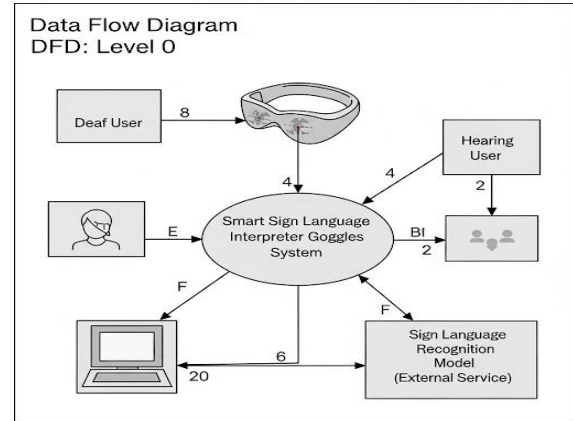 Data Flow Diagram
DFD: Level 0
Deaf User
8
Hearing
User
4
4
2
Smart Sign Language
Interpreter Goggles
System
E
BI
2
F
F
6
20
Sign Language
Recognition
Model
(External Service)